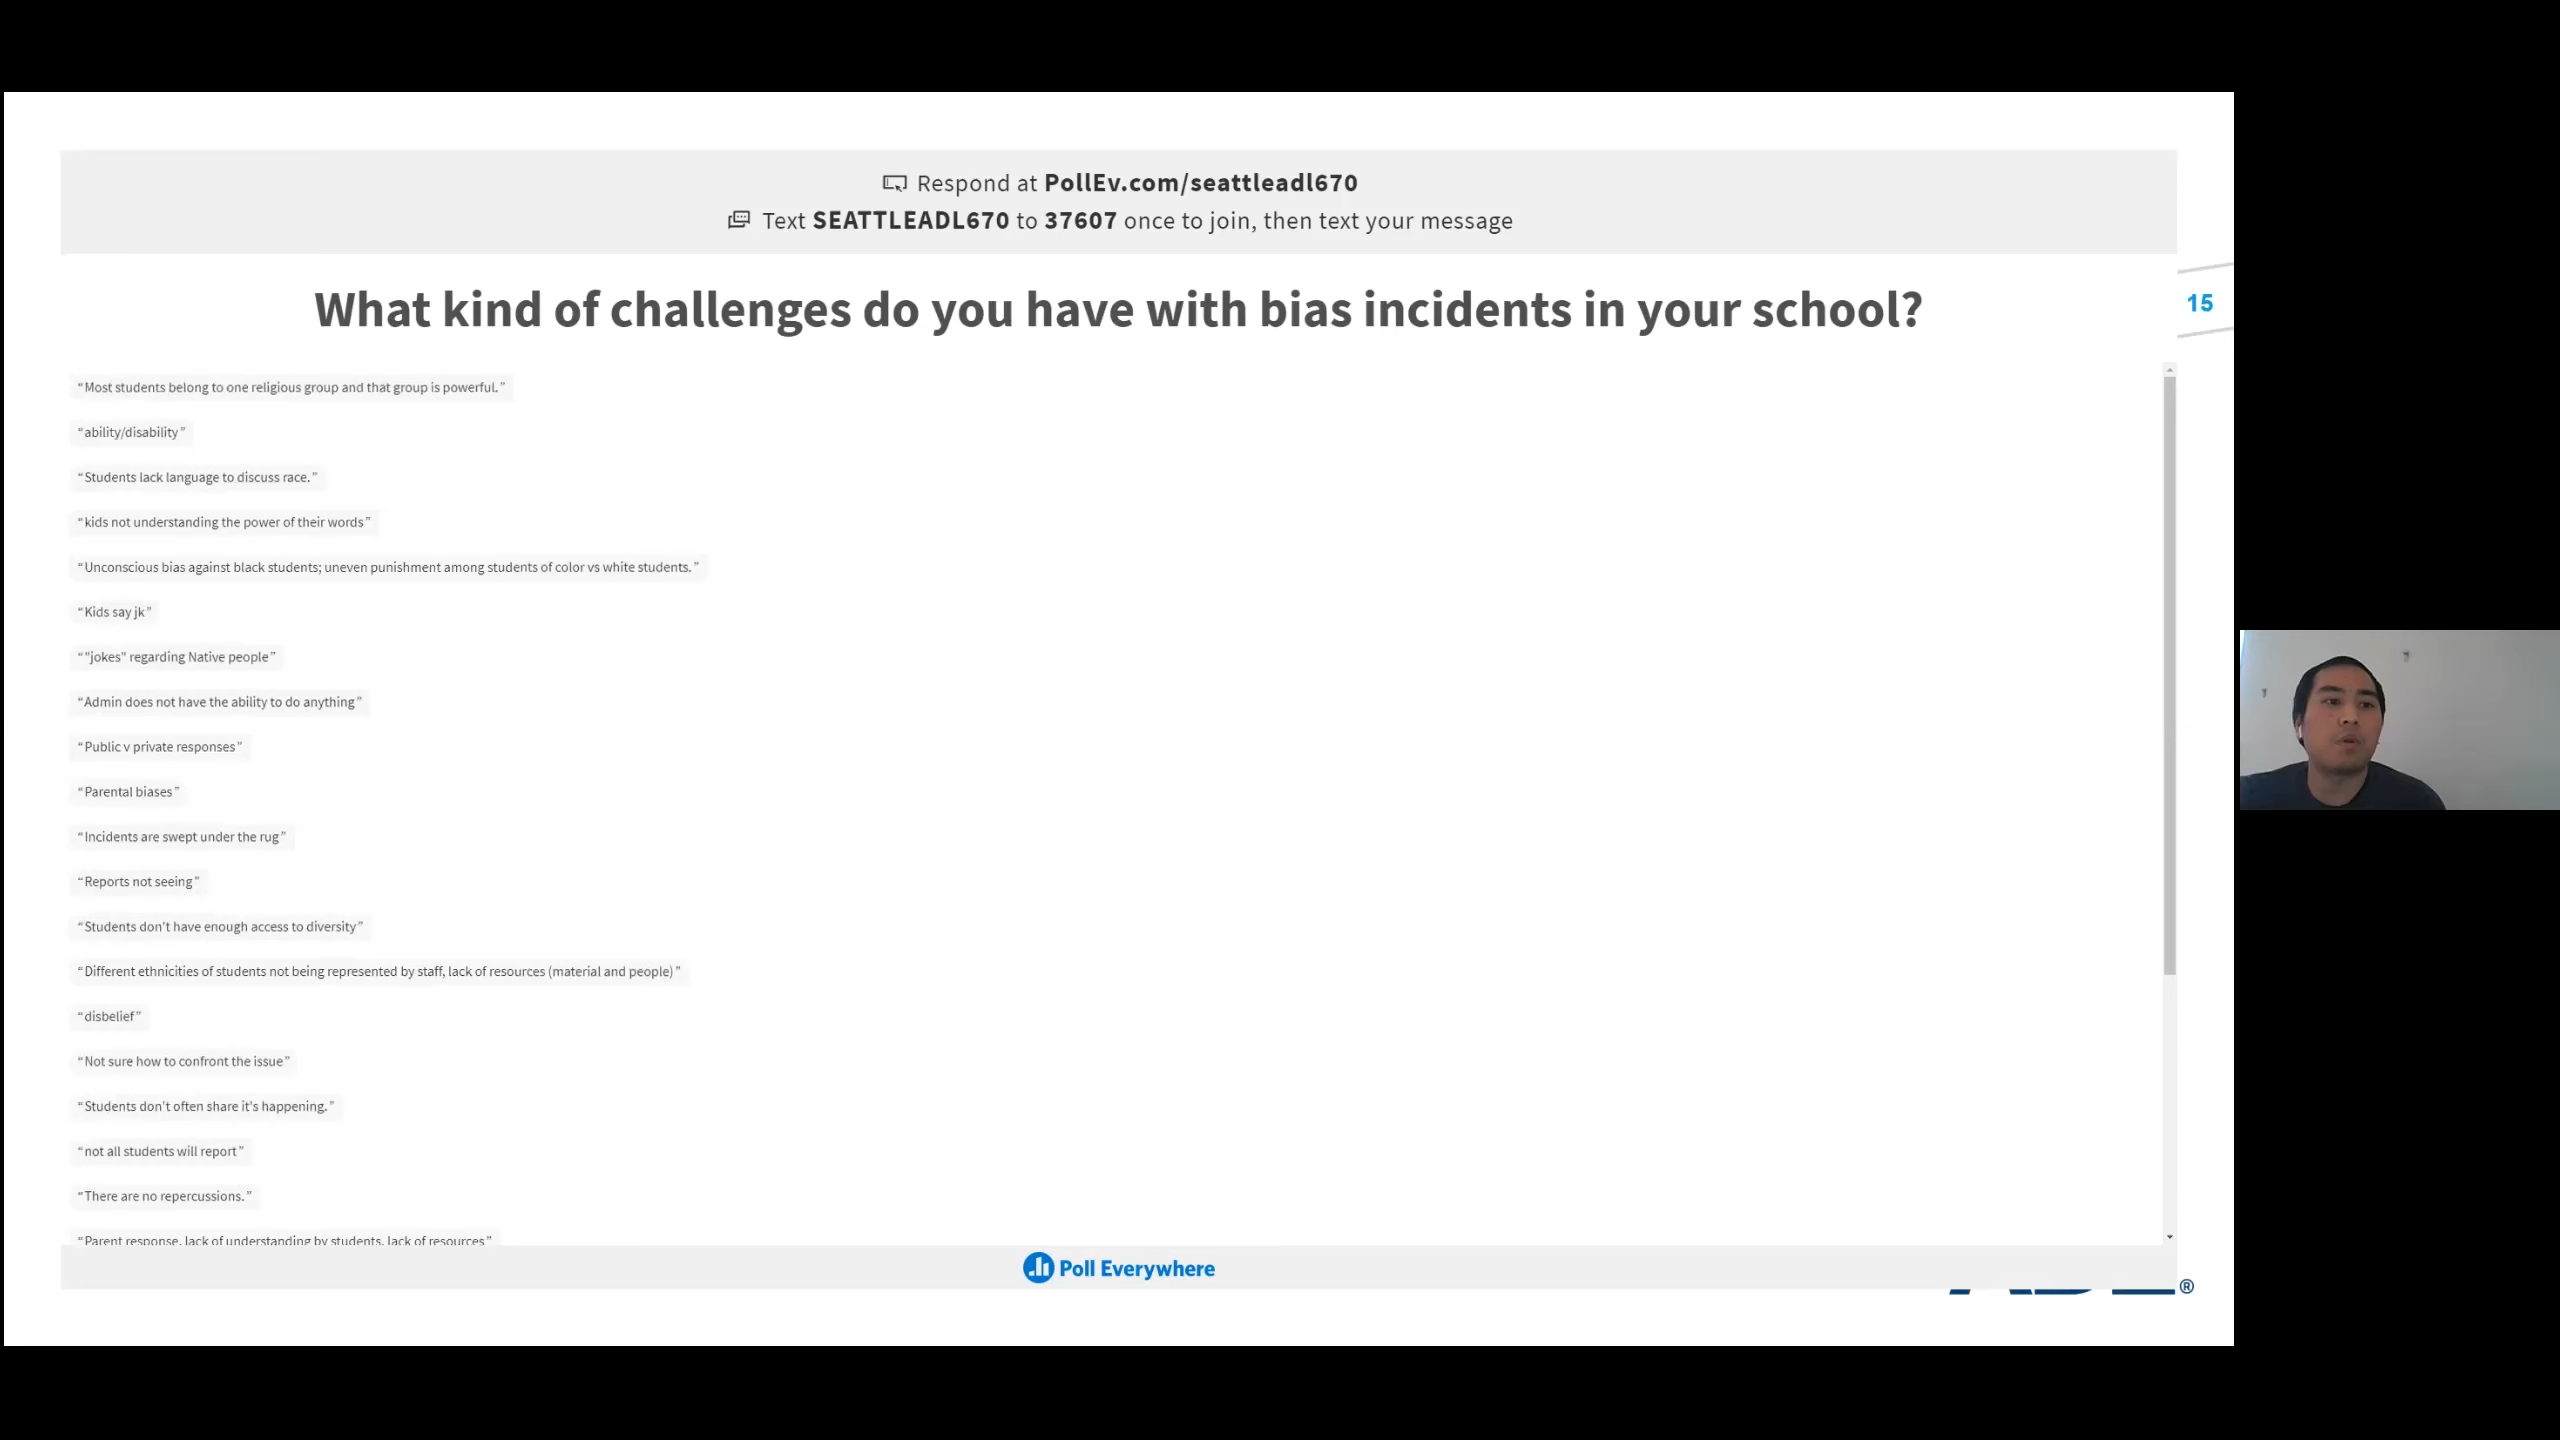 Respond at PollEv.com/seattleadl670
Text SEATTLEADL670 to 37607 once to join, then text your message
What kind of challenges do you have with bias incidents in your school?
15
“Most students belong to one religious group and that group is powerful.”
“ability/disability”
“Students lack language to discuss race.”
“kids not understanding the power of their words”
“Unconscious bias against black students; uneven punishment among students of color vs white students.”
“Kids say jk”
“"jokes" regarding Native people”
“Admin does not have the ability to do anything”
“Public v private responses”
“Parental biases”
“Incidents are swept under the rug”
“Reports not seeing”
“Students don't have enough access to diversity”
“Different ethnicities of students not being represented by staff, lack of resources (material and people)”
“disbelief”
“Not sure how to confront the issue”
“Students don't often share it's happening.”
“not all students will report”
“There are no repercussions.”
“Parent response, lack of understanding by students, lack of resources”
Poll Everywhere
®